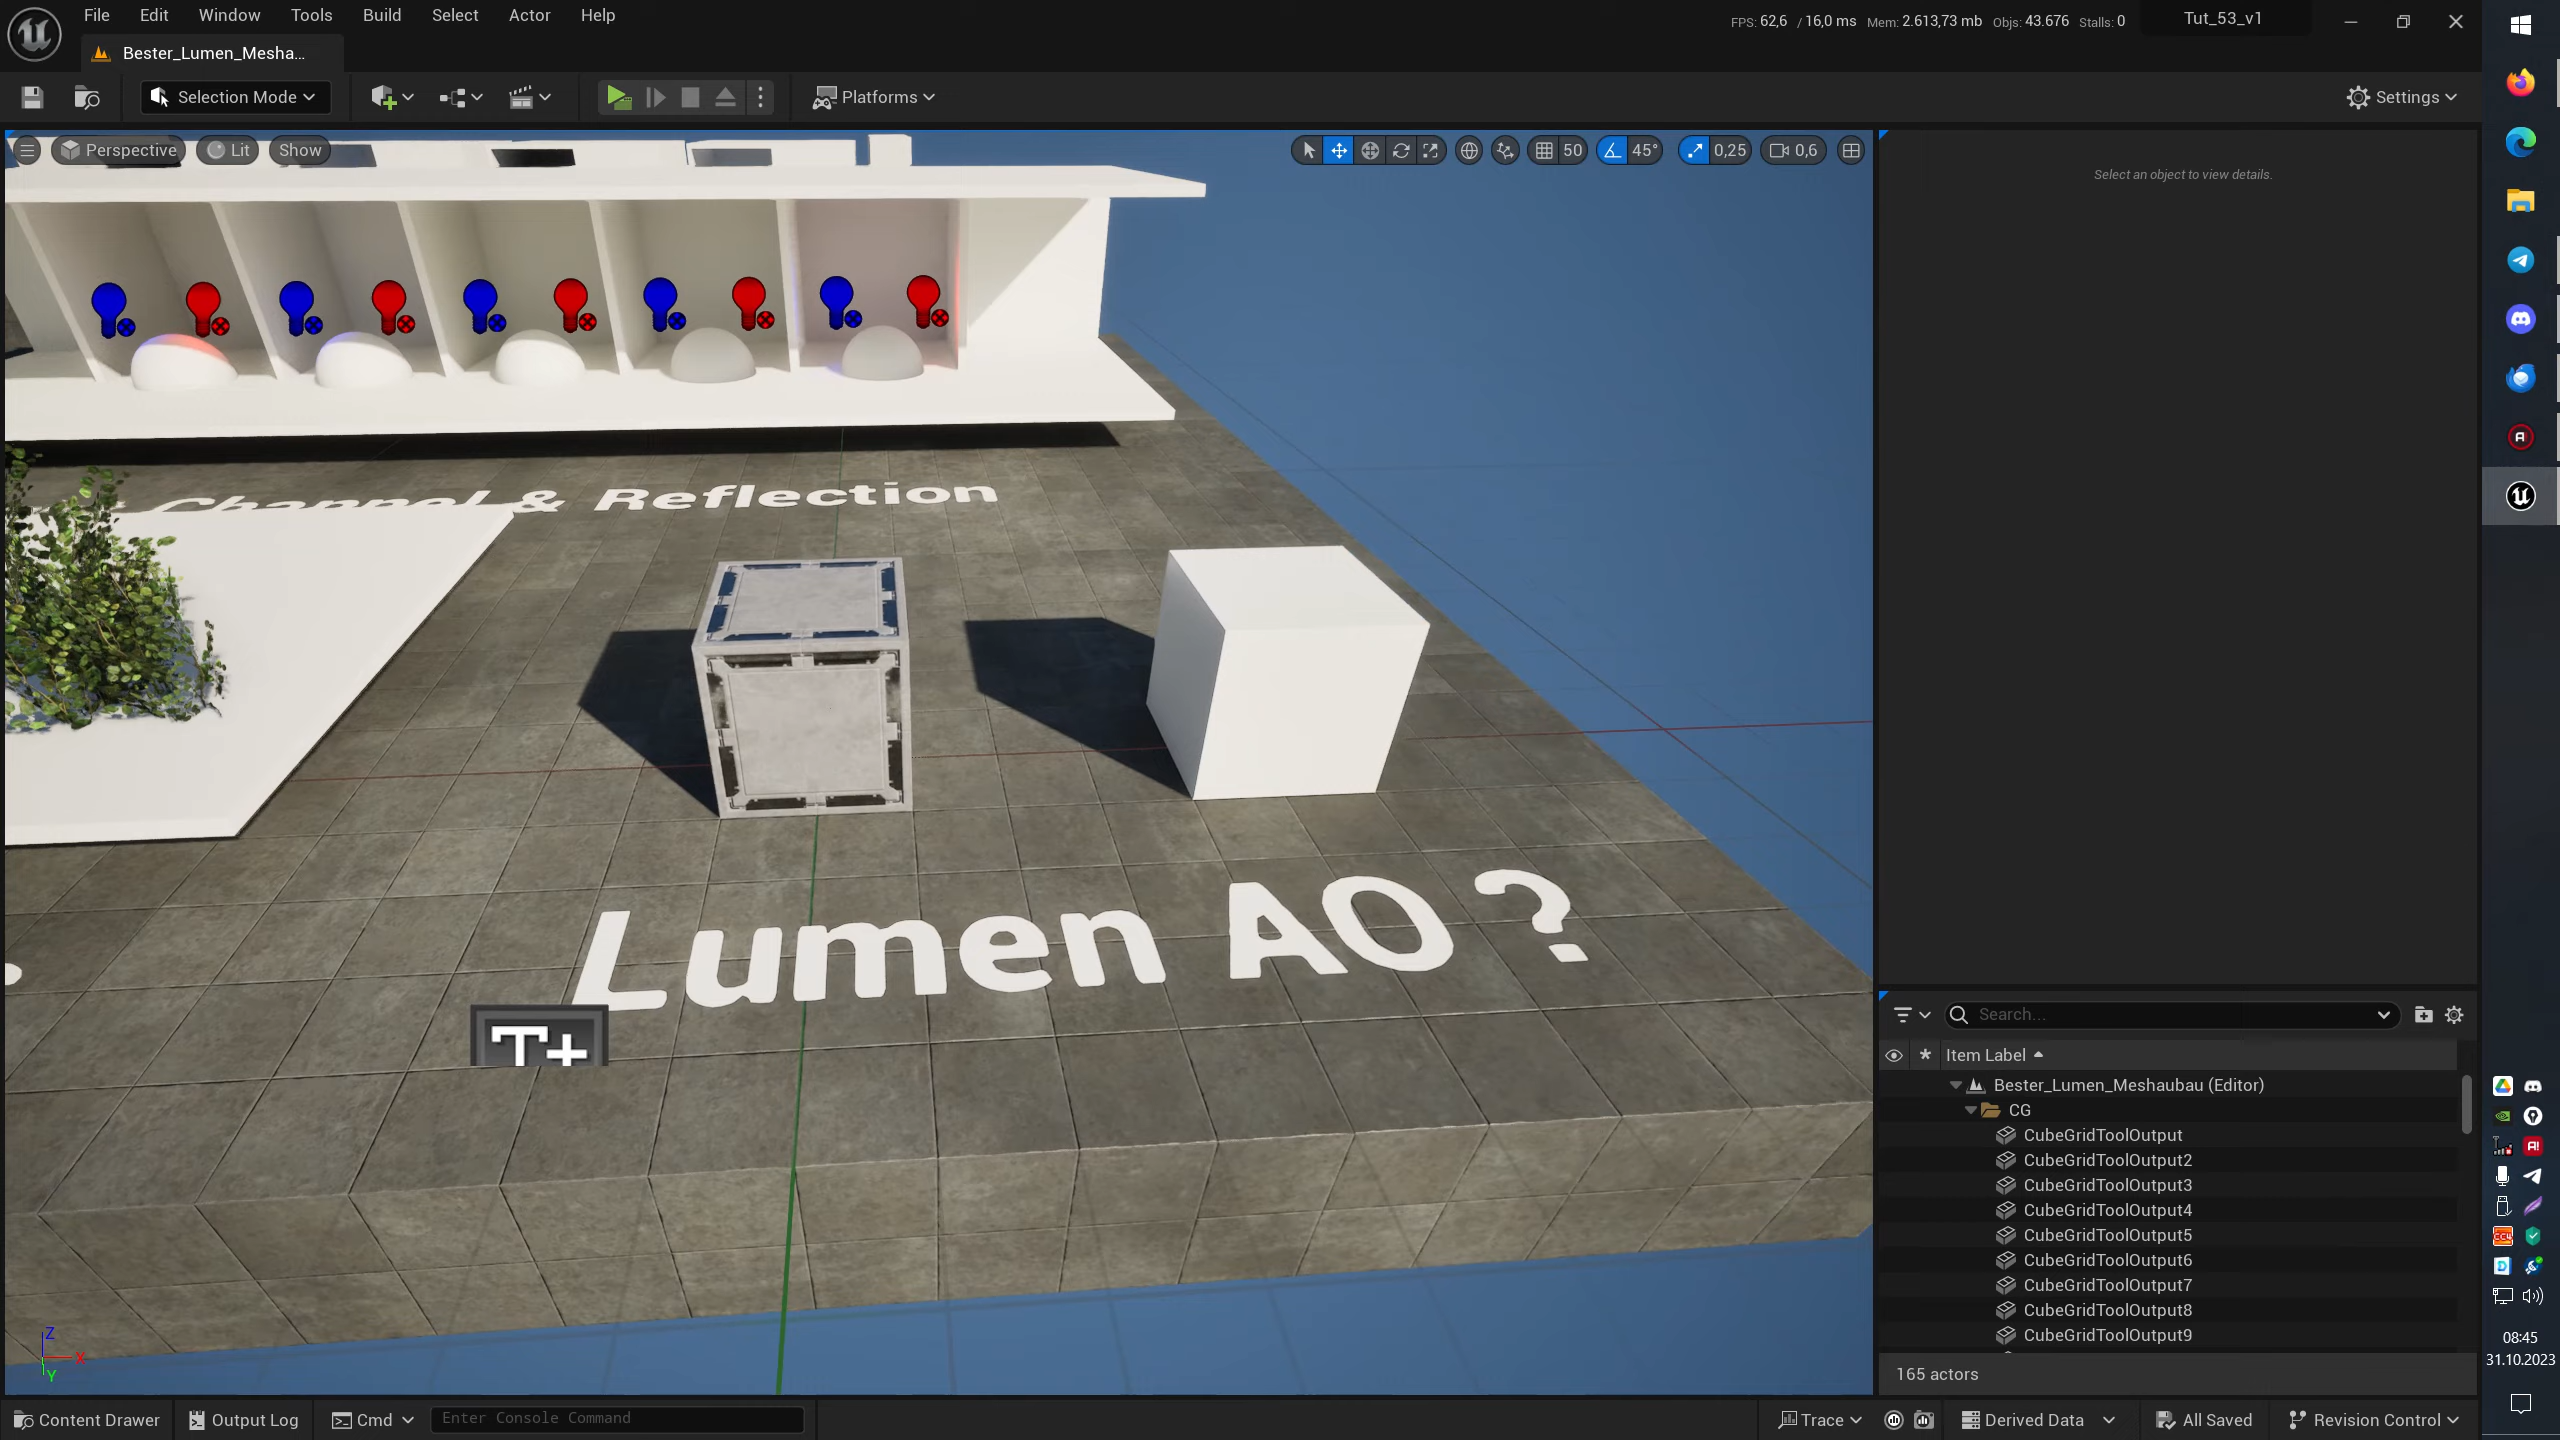 File Edit Window Tools Build Select Actor Help
FPS: 62,6 / 16,0 ms Mem: 2.613,73 mb Objs: 43.676 Stalls: 0
Tut_53_v1
Bester_Lumen_Mesha...
Selection Mode
Platforms
Settings
Perspective Lit Show
50 45° 0,25 0,6
Select an object to view details.
Channel & Reflection
Lumen AO ?
T+
Search...
Item Label
Bester_Lumen_Meshaubau (Editor)
CG
CubeGridToolOutput
CubeGridToolOutput2
CubeGridToolOutput3
CubeGridToolOutput4
CubeGridToolOutput5
CubeGridToolOutput6
CubeGridToolOutput7
CubeGridToolOutput8
CubeGridToolOutput9
165 actors
Z
X
Y
08:45
31.10.2023
Content Drawer Output Log Cmd Enter Console Command
Trace Derived Data All Saved Revision Control